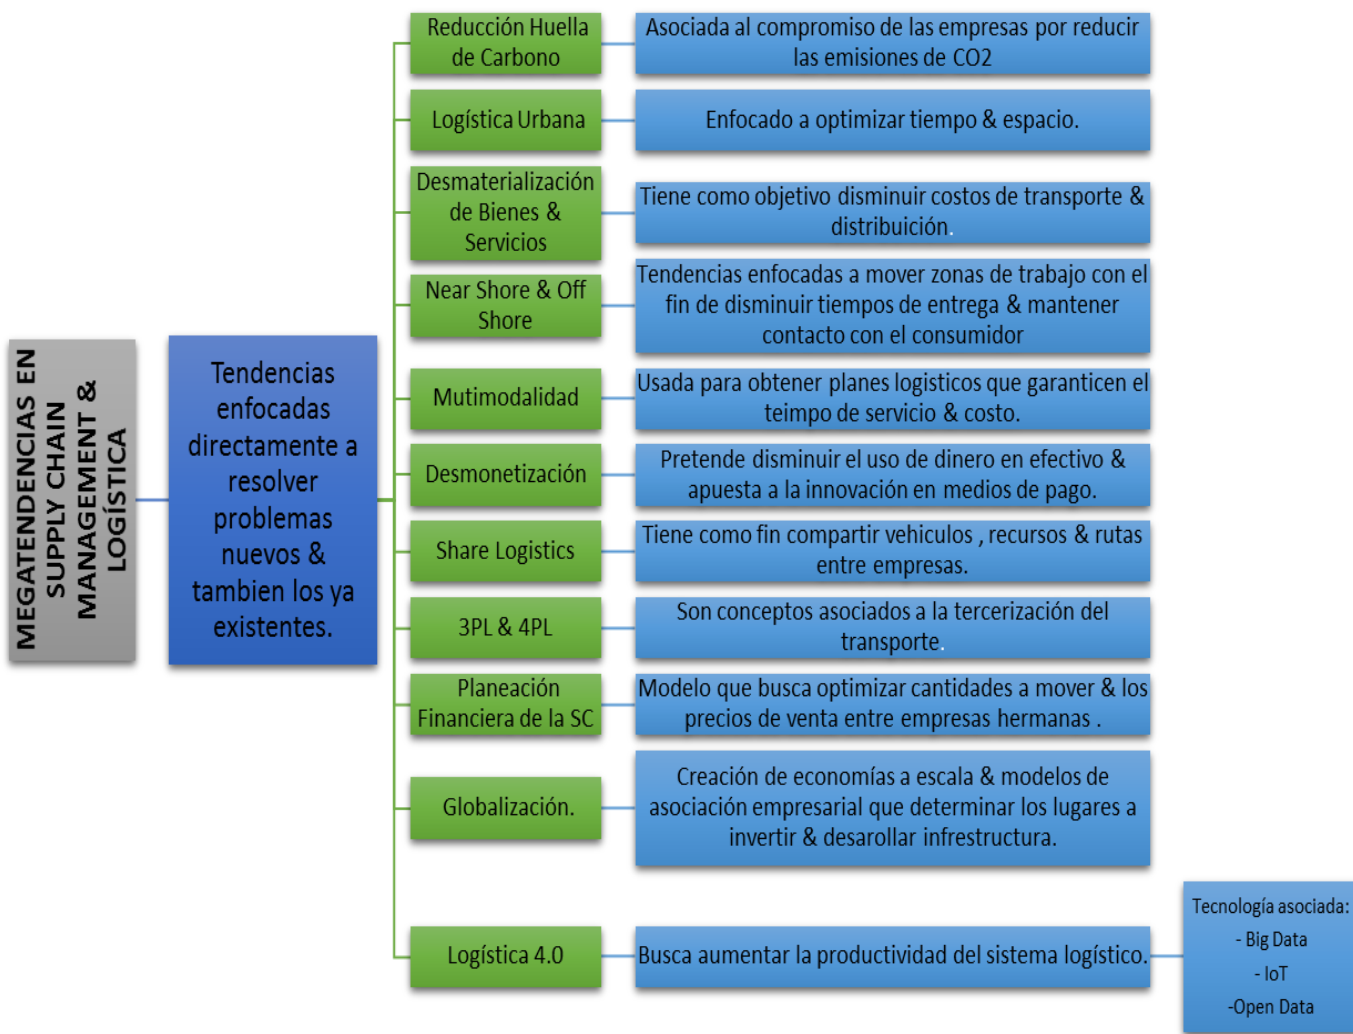 MEGATENDENCIAS EN
SUPPLY CHAIN
MANAGEMENT &
LOGÍSTICA
Tendencias
enfocadas
directamente a
resolver
problemas
nuevos &
tambien los ya
existentes.
Reducción Huella
de Carbono
Asociada al compromiso de las empresas por reducir
las emisiones de CO2
Logística Urbana
Enfocado a optimizar tiempo & espacio.
Desmaterialización
de Bienes &
Servicios
Tiene como objetivo disminuir costos de transporte &
distribuición.
Near Shore & Off
Shore
Tendencias enfocadas a mover zonas de trabajo con el
fin de disminuir tiempos de entrega & mantener
contacto con el consumidor
Mutimodalidad
Usada para obtener planes logisticos que garanticen el
teimpo de servicio & costo.
Desmonetización
Pretende disminuir el uso de dinero en efectivo &
apuesta a la innovación en medios de pago.
Share Logistics
Tiene como fin compartir vehiculos , recursos & rutas
entre empresas.
3PL & 4PL
Son conceptos asociados a la tercerización del
transporte.
Planeación
Financiera de la SC
Modelo que busca optimizar cantidades a mover & los
precios de venta entre empresas hermanas .
Globalización.
Creación de economías a escala & modelos de
asociación empresarial que determinar los lugares a
invertir & desarollar infrestructura.
Logística 4.0
Busca aumentar la productividad del sistema logístico.
Tecnología asociada:
- Big Data
- IoT
-Open Data